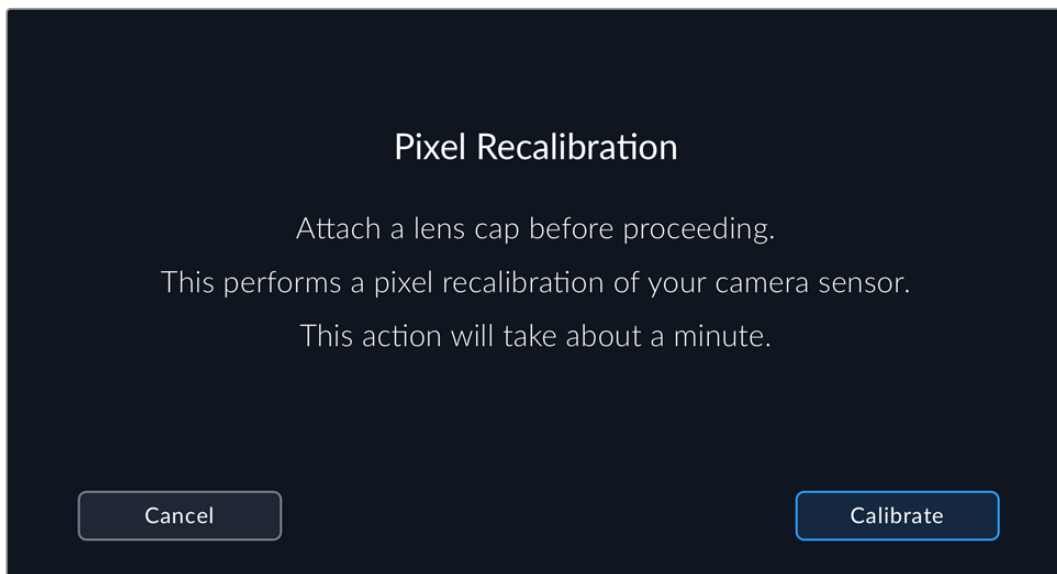 Pixel Recalibration
Attach a lens cap before proceeding.
This performs a pixel recalibration of your camera sensor.
This action will take about a minute.
Cancel
Calibrate